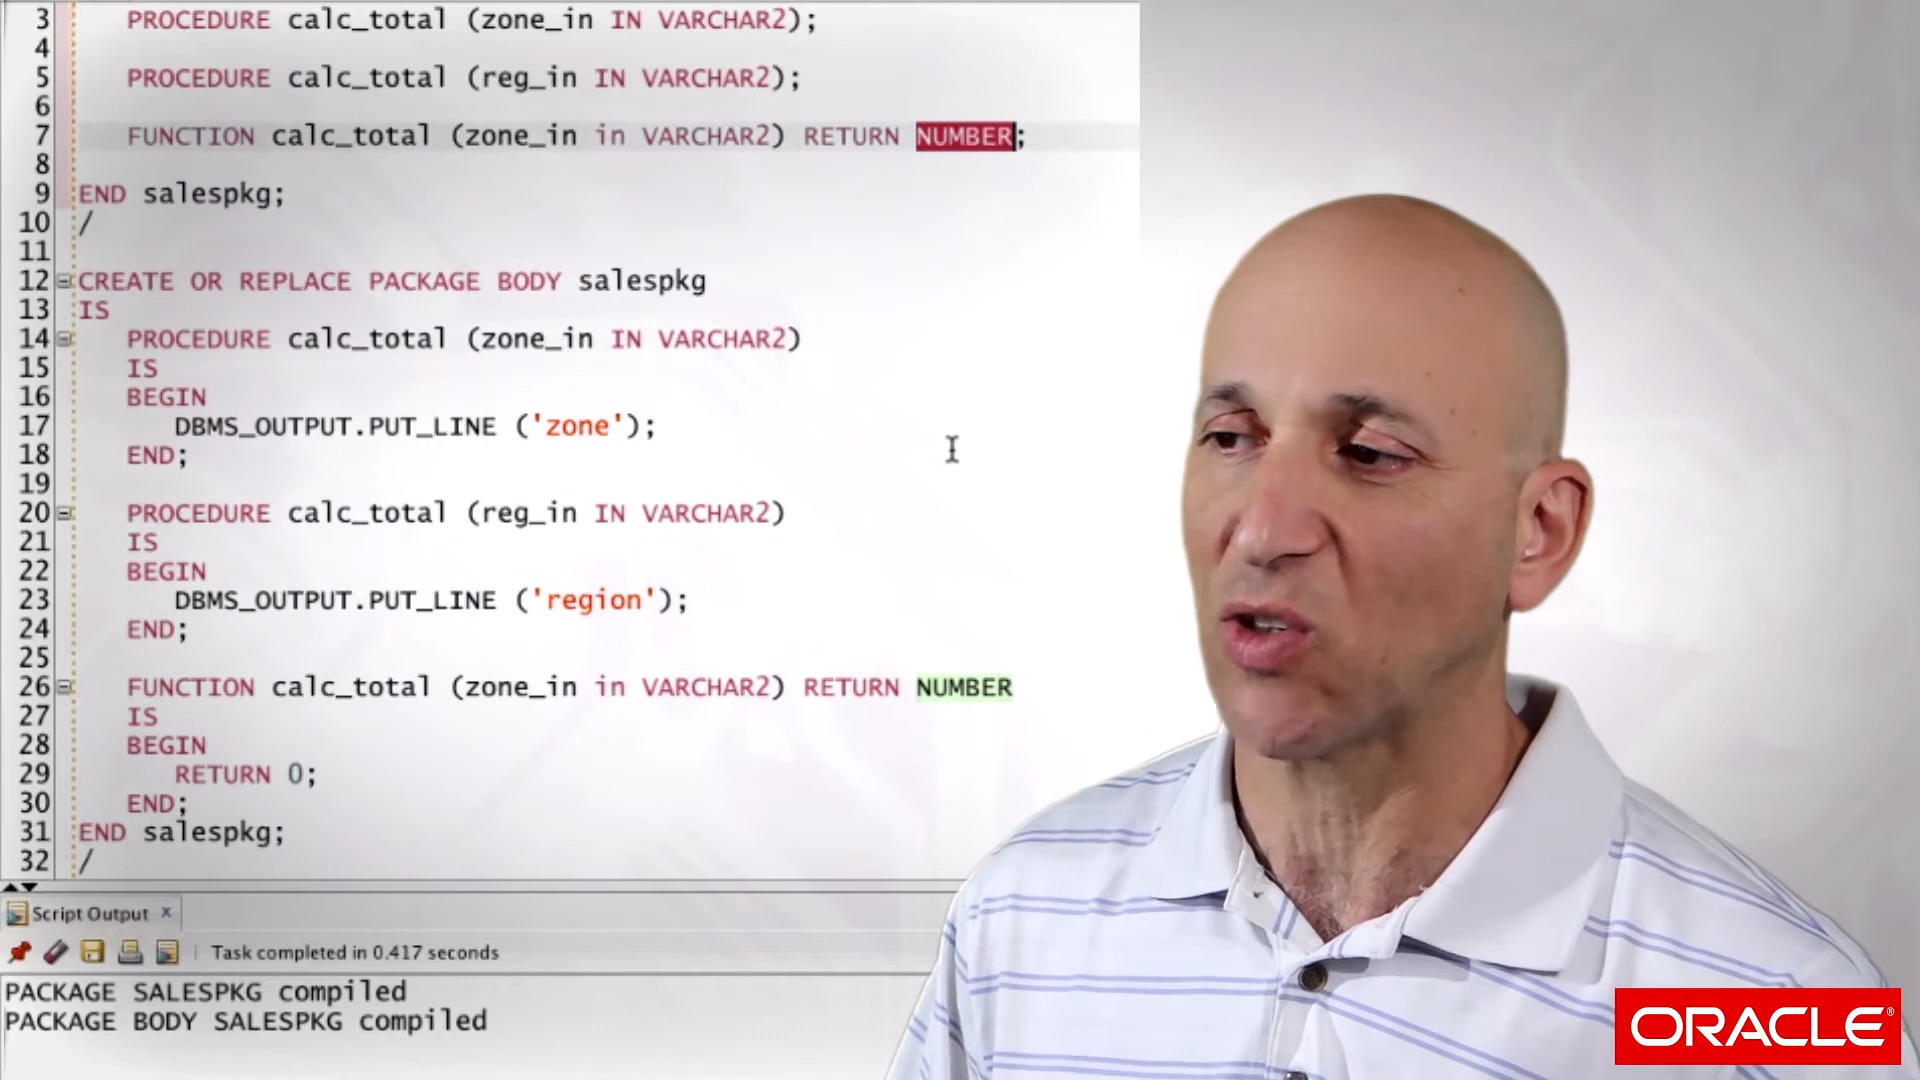 3 PROCEDURE calc_total (zone_in IN VARCHAR2);
4
5 PROCEDURE calc_total (reg_in IN VARCHAR2);
6
7 FUNCTION calc_total (zone_in in VARCHAR2) RETURN NUMBER;
8
9 END salespkg;
10 /
11
12 CREATE OR REPLACE PACKAGE BODY salespkg
13 IS
14 PROCEDURE calc_total (zone_in IN VARCHAR2)
15 IS
16 BEGIN
17 DBMS_OUTPUT.PUT_LINE ('zone');
18 END;
19
20 PROCEDURE calc_total (reg_in IN VARCHAR2)
21 IS
22 BEGIN
23 DBMS_OUTPUT.PUT_LINE ('region');
24 END;
25
26 FUNCTION calc_total (zone_in in VARCHAR2) RETURN NUMBER
27 IS
28 BEGIN
29 RETURN 0;
30 END;
31 END salespkg;
32 /
Script Output x
Task completed in 0.417 seconds
PACKAGE SALESPKG compiled
PACKAGE BODY SALESPKG compiled
ORACLE®